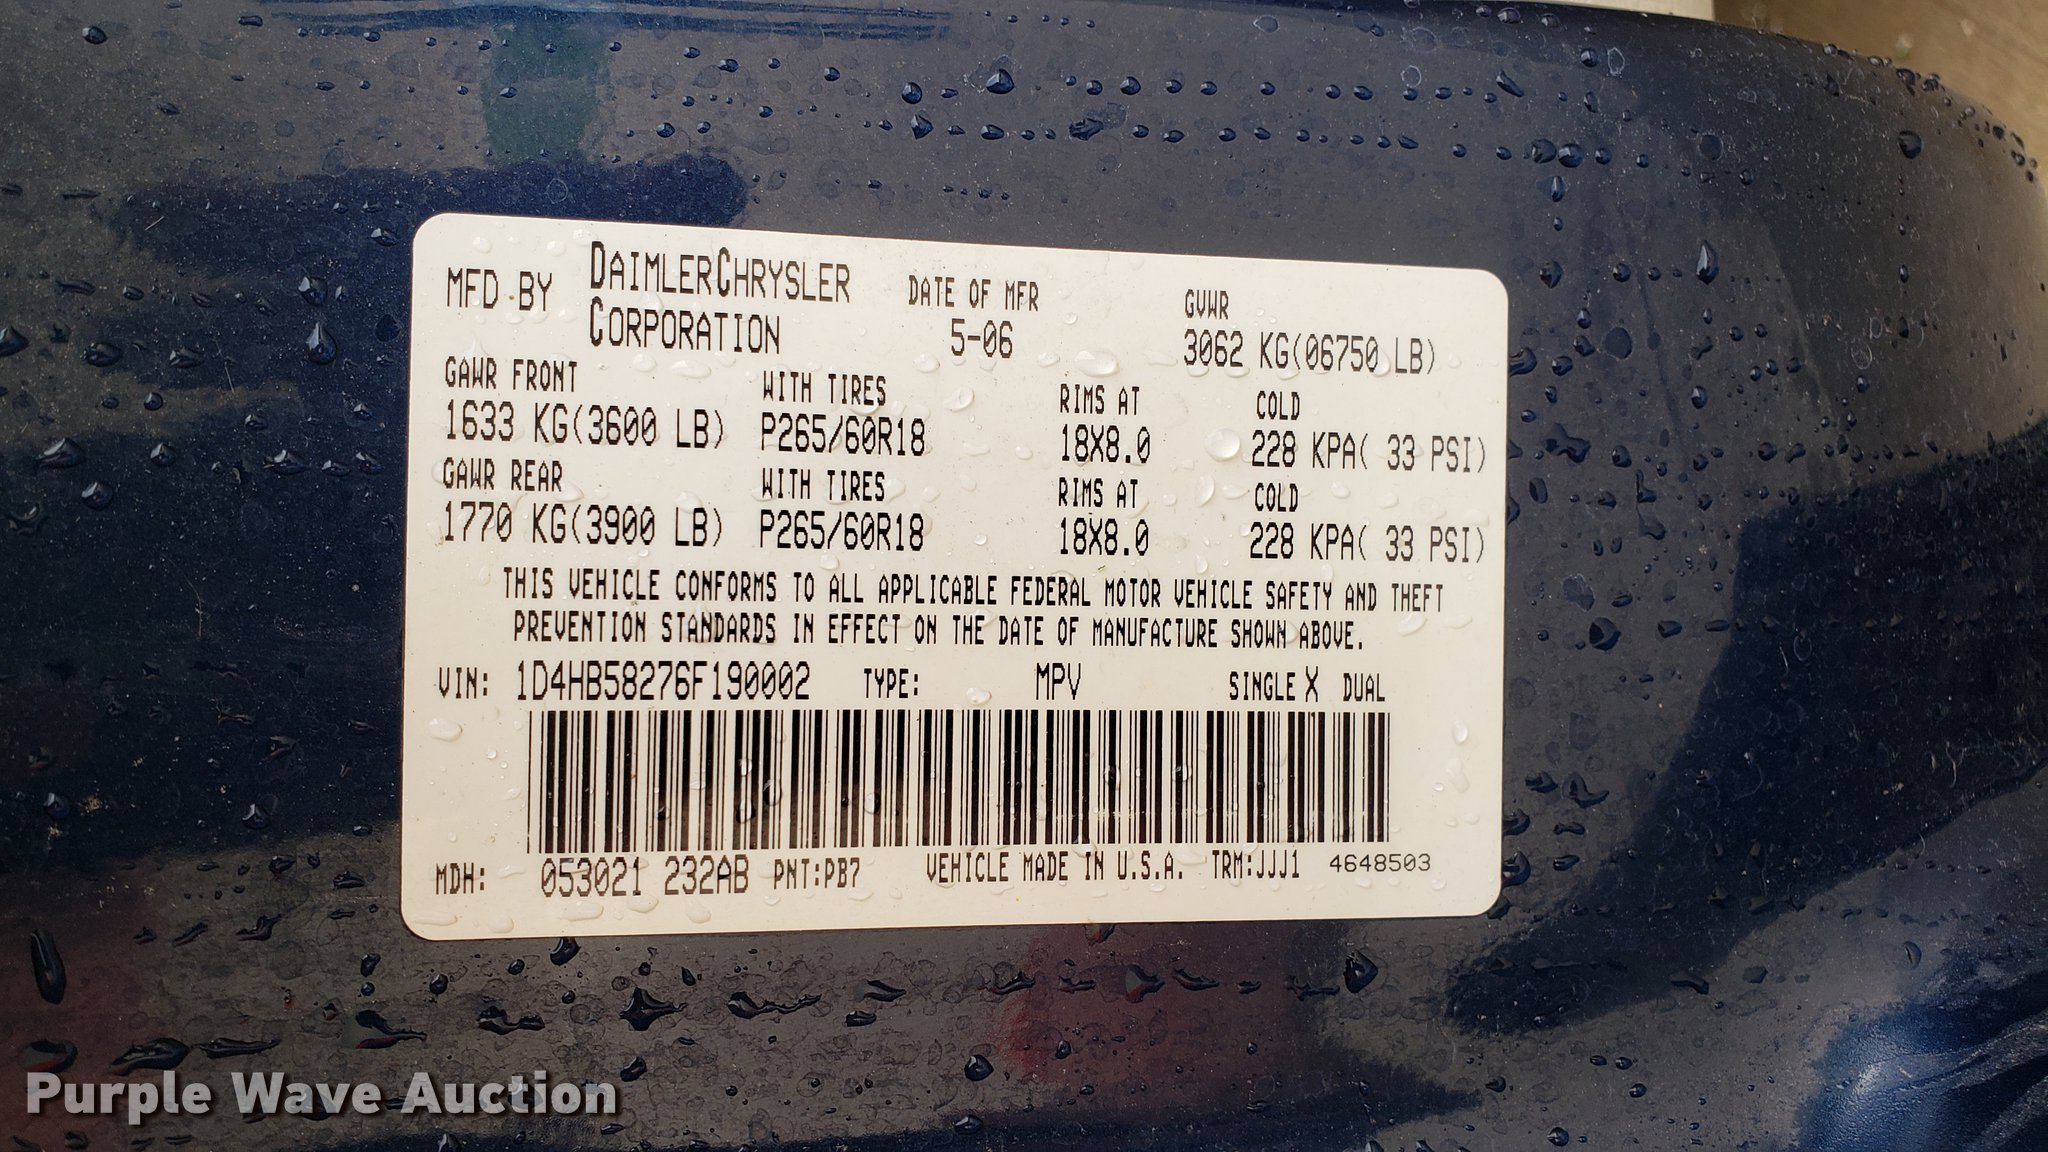 MFD BY DAIMLERCHRYSLER CORPORATION DATE OF MFR 5-06 GVWR 3062 KG(06750 LB)
GAWR FRONT WITH TIRES RIMS AT COLD
1633 KG(3600 LB) P265/60R18 18X8.0 228 KPA( 33 PSI)
GAWR REAR WITH TIRES RIMS AT COLD
1770 KG(3900 LB) P265/60R18 18X8.0 228 KPA( 33 PSI)
THIS VEHICLE CONFORMS TO ALL APPLICABLE FEDERAL MOTOR VEHICLE SAFETY AND THEFT
PREVENTION STANDARDS IN EFFECT ON THE DATE OF MANUFACTURE SHOWN ABOVE.
VIN: 1D4HB58276F190002 TYPE: MPV SINGLE X DUAL
MDH: 053021 232AB PNT:PB7 VEHICLE MADE IN U.S.A. TRM:JJJ1 4648503
Purple Wave Auction